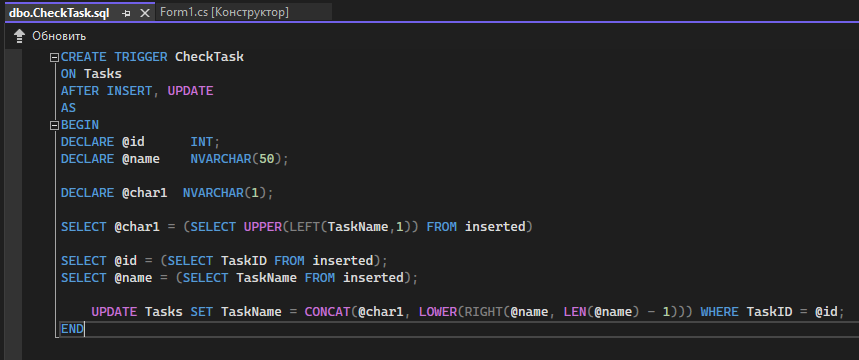 dbo.CheckTask.sql Form1.cs [Конструктор]
Обновить
CREATE TRIGGER CheckTask
ON Tasks
AFTER INSERT, UPDATE
AS
BEGIN
DECLARE @id INT;
DECLARE @name NVARCHAR(50);
DECLARE @char1 NVARCHAR(1);
SELECT @char1 = (SELECT UPPER(LEFT(TaskName,1)) FROM inserted)
SELECT @id = (SELECT TaskID FROM inserted);
SELECT @name = (SELECT TaskName FROM inserted);
UPDATE Tasks SET TaskName = CONCAT(@char1, LOWER(RIGHT(@name, LEN(@name) - 1))) WHERE TaskID = @id;
END